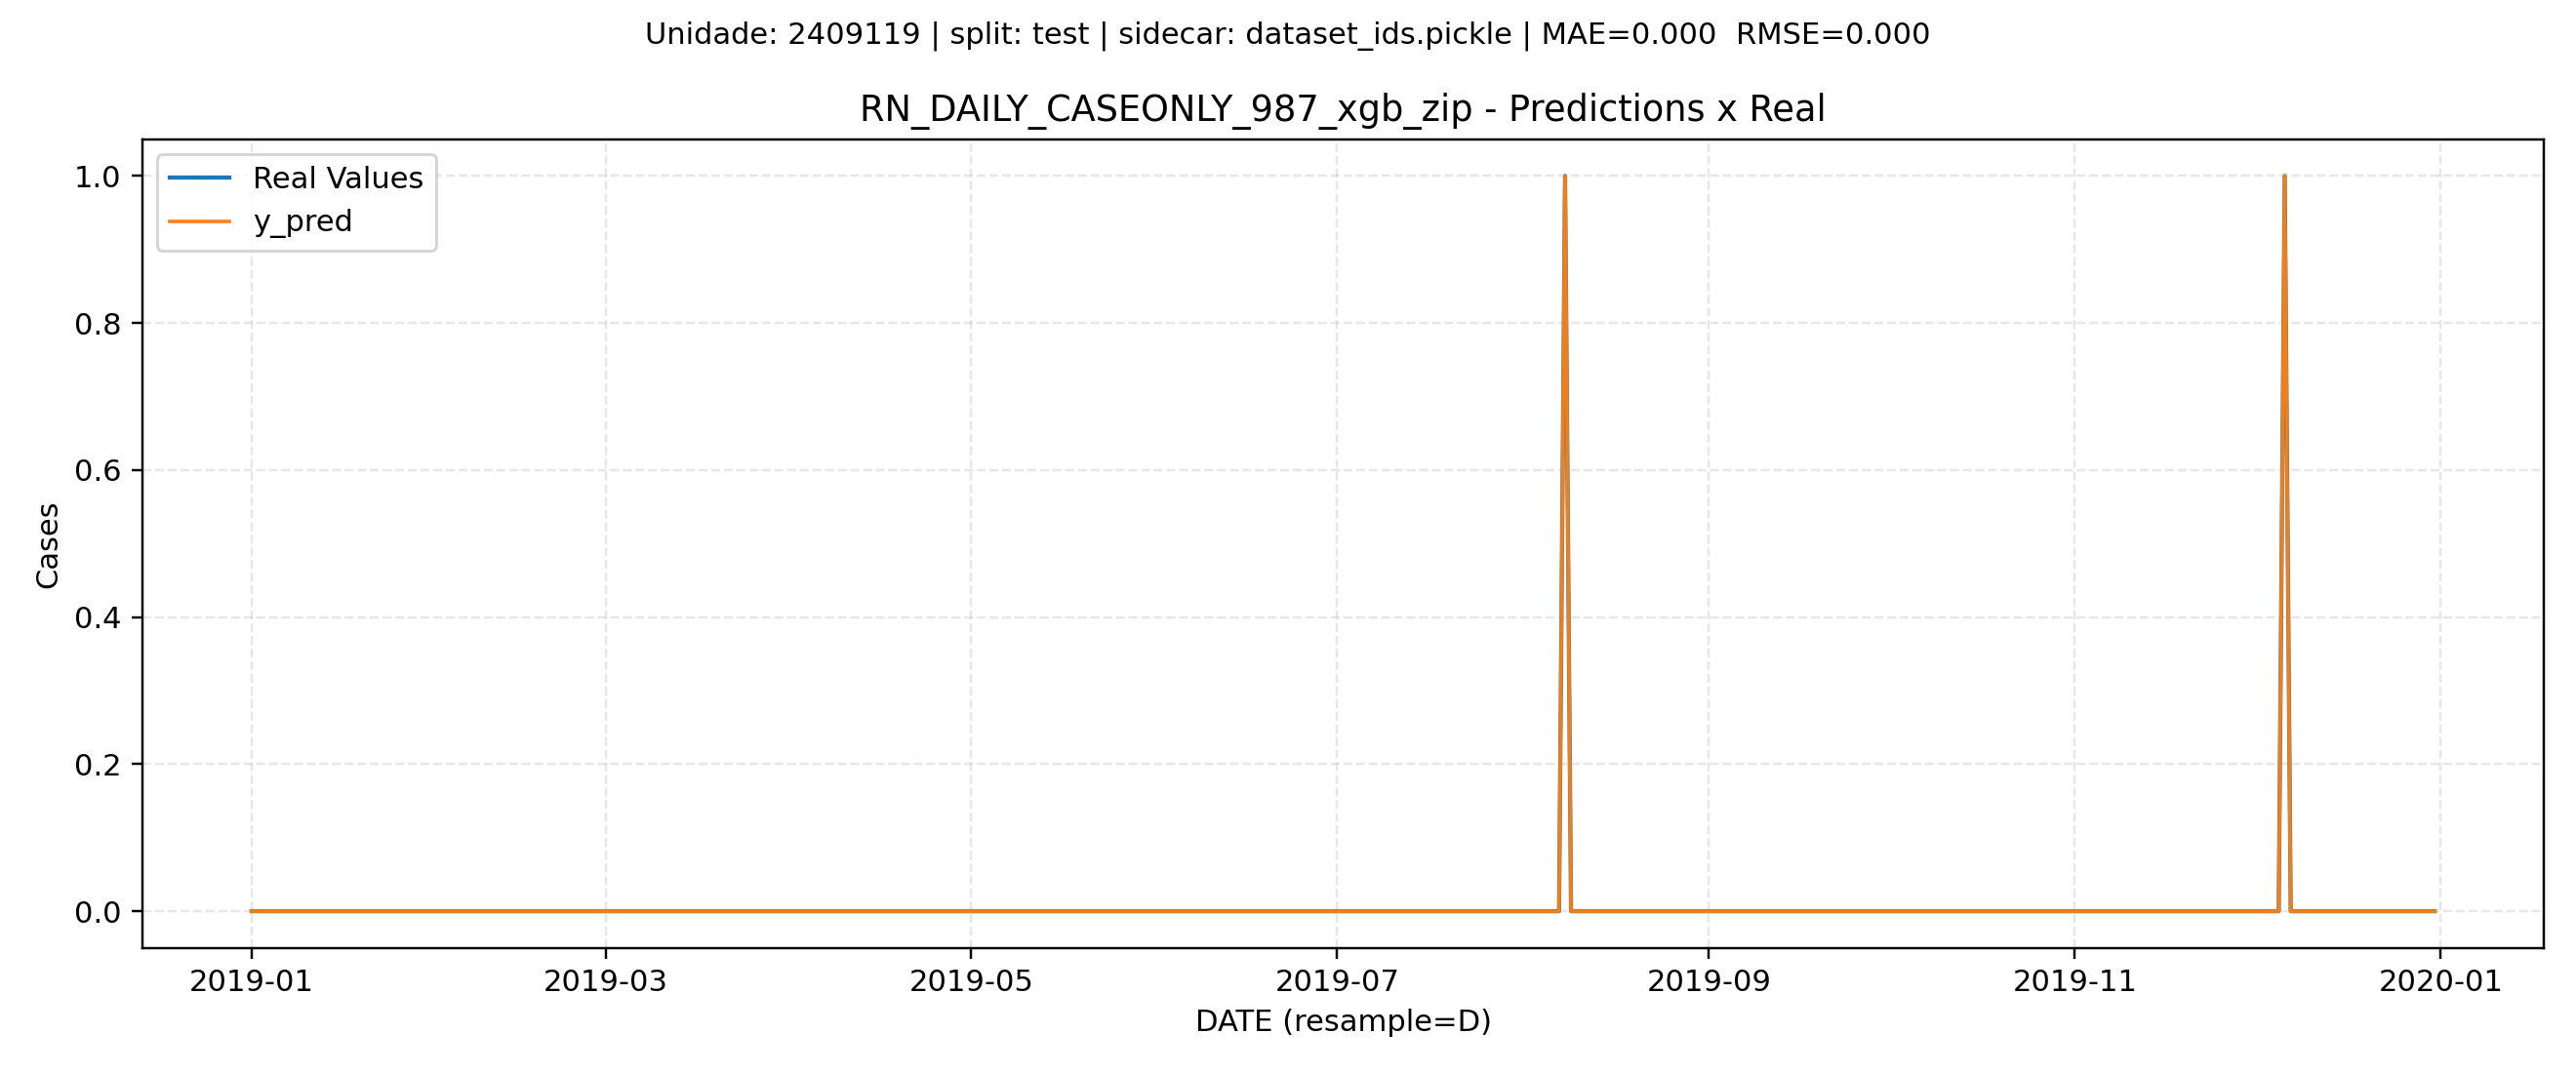 Unidade: 2409119 | split: test | sidecar: dataset_ids.pickle | MAE=0.000  RMSE=0.000
RN_DAILY_CASEONLY_987_xgb_zip - Predictions x Real
Real Values
y_pred
1.0
0.8
0.6
0.4
0.2
0.0
Cases
2019-01 2019-03 2019-05 2019-07 2019-09 2019-11 2020-01
DATE (resample=D)